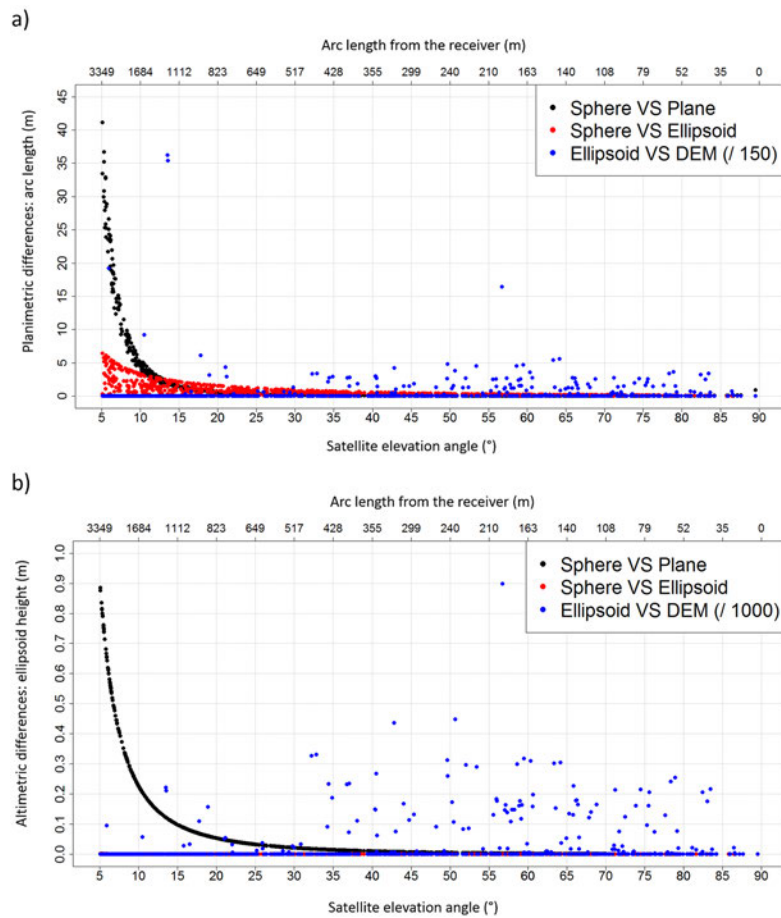 a)
Arc length from the receiver (m)
3349 1684 1112 823 649 517 428 355 299 240 210 163 140 108 79 52 35 0
Planimetric differences: arc length (m)
45
40
35
30
25
20
15
10
5
0
Sphere VS Plane
Sphere VS Ellipsoid
Ellipsoid VS DEM (/ 150)
5 10 15 20 25 30 35 40 45 50 55 60 65 70 75 80 85 90
Satellite elevation angle (°)
b)
Arc length from the receiver (m)
3349 1684 1112 823 649 517 428 355 299 240 210 163 140 108 79 52 35 0
Altimetric differences: ellipsoid height (m)
1.0
0.9
0.8
0.7
0.6
0.5
0.4
0.3
0.2
0.1
0.0
Sphere VS Plane
Sphere VS Ellipsoid
Ellipsoid VS DEM (/ 1000)
5 10 15 20 25 30 35 40 45 50 55 60 65 70 75 80 85 90
Satellite elevation angle (°)